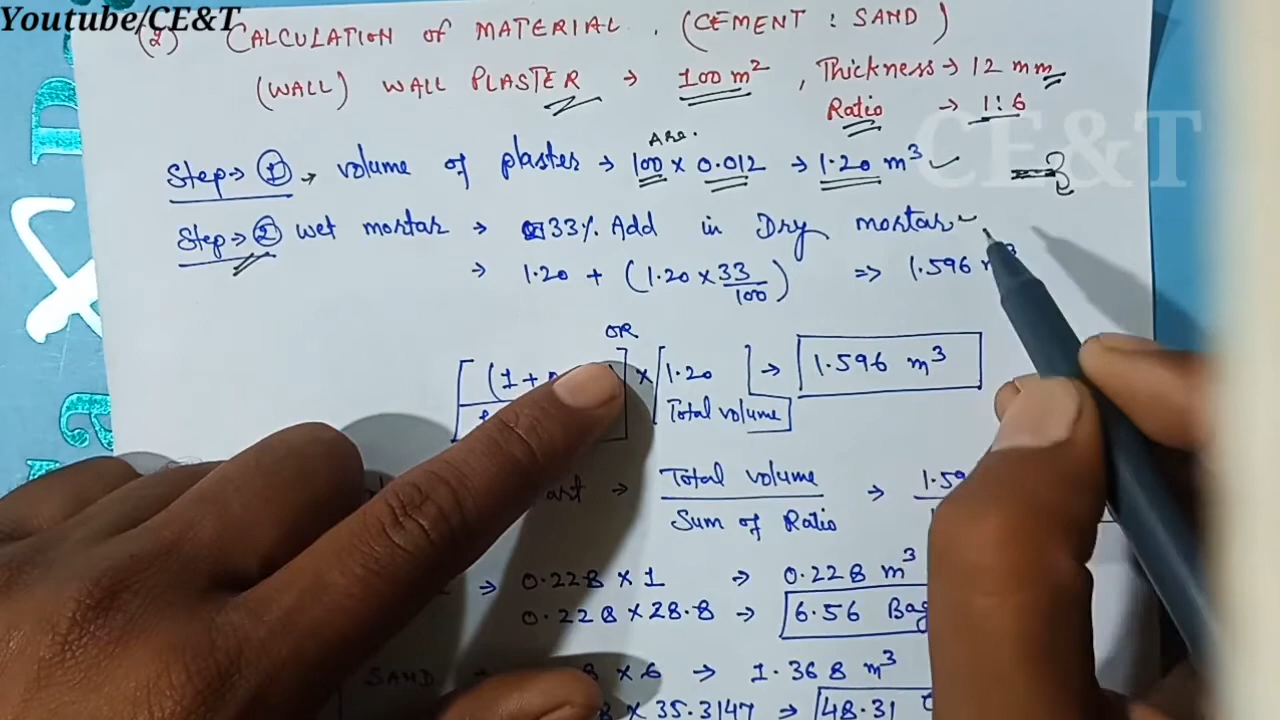 Youtube/CE&T
(2) CALCULATION of MATERIAL . (CEMENT : SAND)
(WALL) WALL PLASTER → 100 m² , Thickness → 12 mm
Ratio → 1:6
CE&T
Are.
Step→ ① → volume of plaster → 100 x 0.012 → 1.20 m³
Step→ ② wet mortar → 33% Add in Dry mortar
→ 1.20 + (1.20 x 33/100) => 1.596
OR
(1+ x 1.20 → 1.596 m³
Total volume
Total volume / Sum of Ratio →
→ 0.228 x 1 → 0.228 m³
0.228 x 28.8 → 6.56 Bag
SAND x 6 → 1.368 m³
x 35.3147 → 48.31